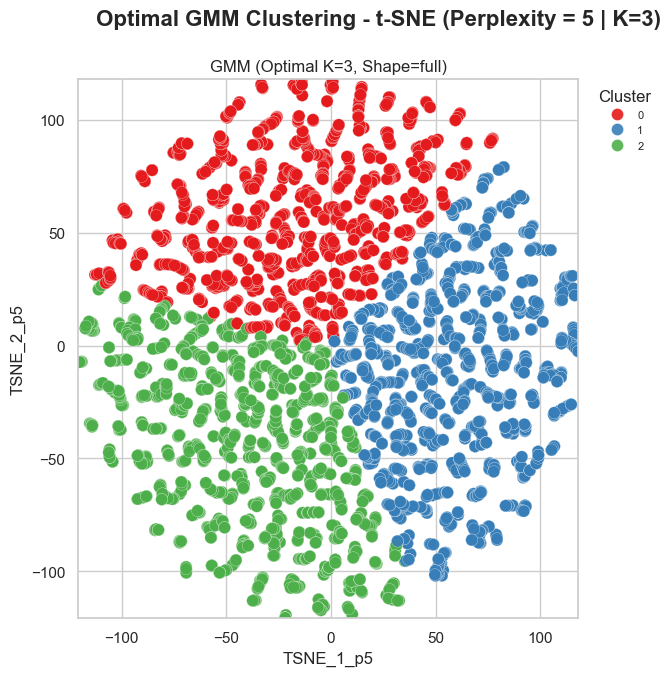 Optimal GMM Clustering - t-SNE (Perplexity = 5 | K=3)
GMM (Optimal K=3, Shape=full)
Cluster
0
1
2
100
50
0
−50
−100
TSNE_2_p5
−100
−50
0
50
100
TSNE_1_p5